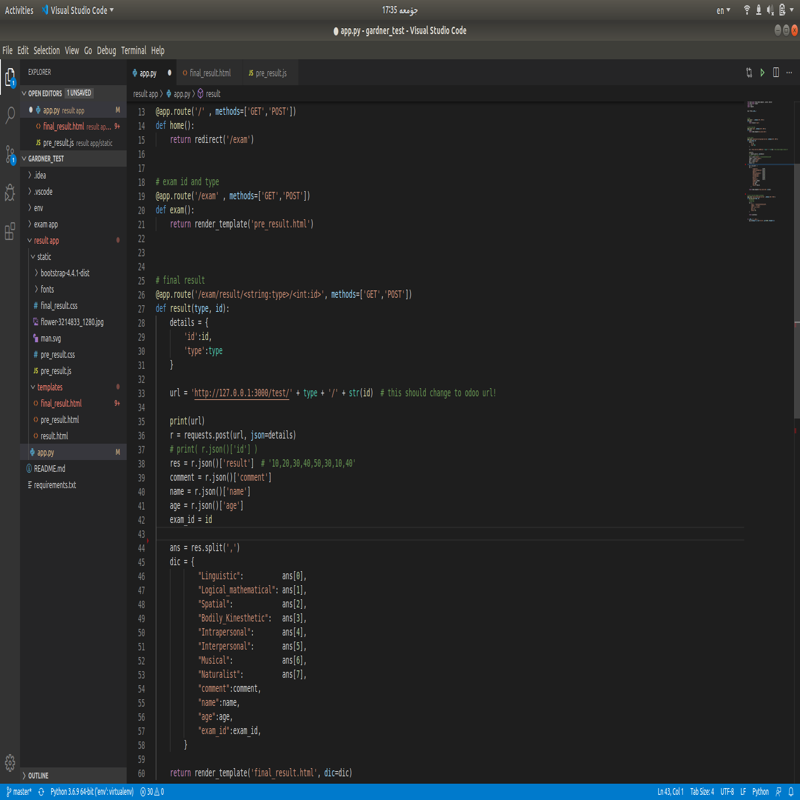 Activities Visual Studio Code ▾ 17:35 حۆمعە en ▾
● app.py - gardner_test - Visual Studio Code
File Edit Selection View Go Debug Terminal Help
EXPLORER
OPEN EDITORS 1 UNSAVED
app.py result app M
final_result.html result ap... 9+
pre_result.js result app/static
GARDNER_TEST
.idea
.vscode
env
exam app
result app
static
bootstrap-4.4.1-dist
fonts
final_result.css
flower-3214833_1280.jpg
man.svg
pre_result.css
pre_result.js
templates
final_result.html 9+
pre_result.html
result.html
app.py M
README.md
requirements.txt
OUTLINE
app.py ● final_result.html pre_result.js
result app > app.py > result
13 @app.route('/' , methods=['GET','POST'])
14 def home():
15 return redirect('/exam')
16
17
18 # exam id and type
19 @app.route('/exam' , methods=['GET','POST'])
20 def exam():
21 return render_template('pre_result.html')
22
23
24
25 # final result
26 @app.route('/exam/result/<string:type>/<int:id>', methods=['GET','POST'])
27 def result(type, id):
28 details = {
29 'id':id,
30 'type':type
31 }
32
33 url = 'http://127.0.0.1:3000/test/' + type + '/' + str(id) # this should change to odoo url!
34
35 print(url)
36 r = requests.post(url, json=details)
37 # print( r.json()['id'] )
38 res = r.json()['result'] # '10,20,30,40,50,30,10,40'
39 comment = r.json()['comment']
40 name = r.json()['name']
41 age = r.json()['age']
42 exam_id = id
43
44 ans = res.split(',')
45 dic = {
46 "Linguistic": ans[0],
47 "Logical_mathematical": ans[1],
48 "Spatial": ans[2],
49 "Bodily_Kinesthetic": ans[3],
50 "Intrapersonal": ans[4],
51 "Interpersonal": ans[5],
52 "Musical": ans[6],
53 "Naturalist": ans[7],
54 "comment":comment,
55 "name":name,
56 "age":age,
57 "exam_id":exam_id,
58 }
59
60 return render_template('final_result.html', dic=dic)
master* Python 3.6.9 64-bit ('env': virtualenv) 30 0 Ln 43, Col 1 Tab Size: 4 UTF-8 LF Python